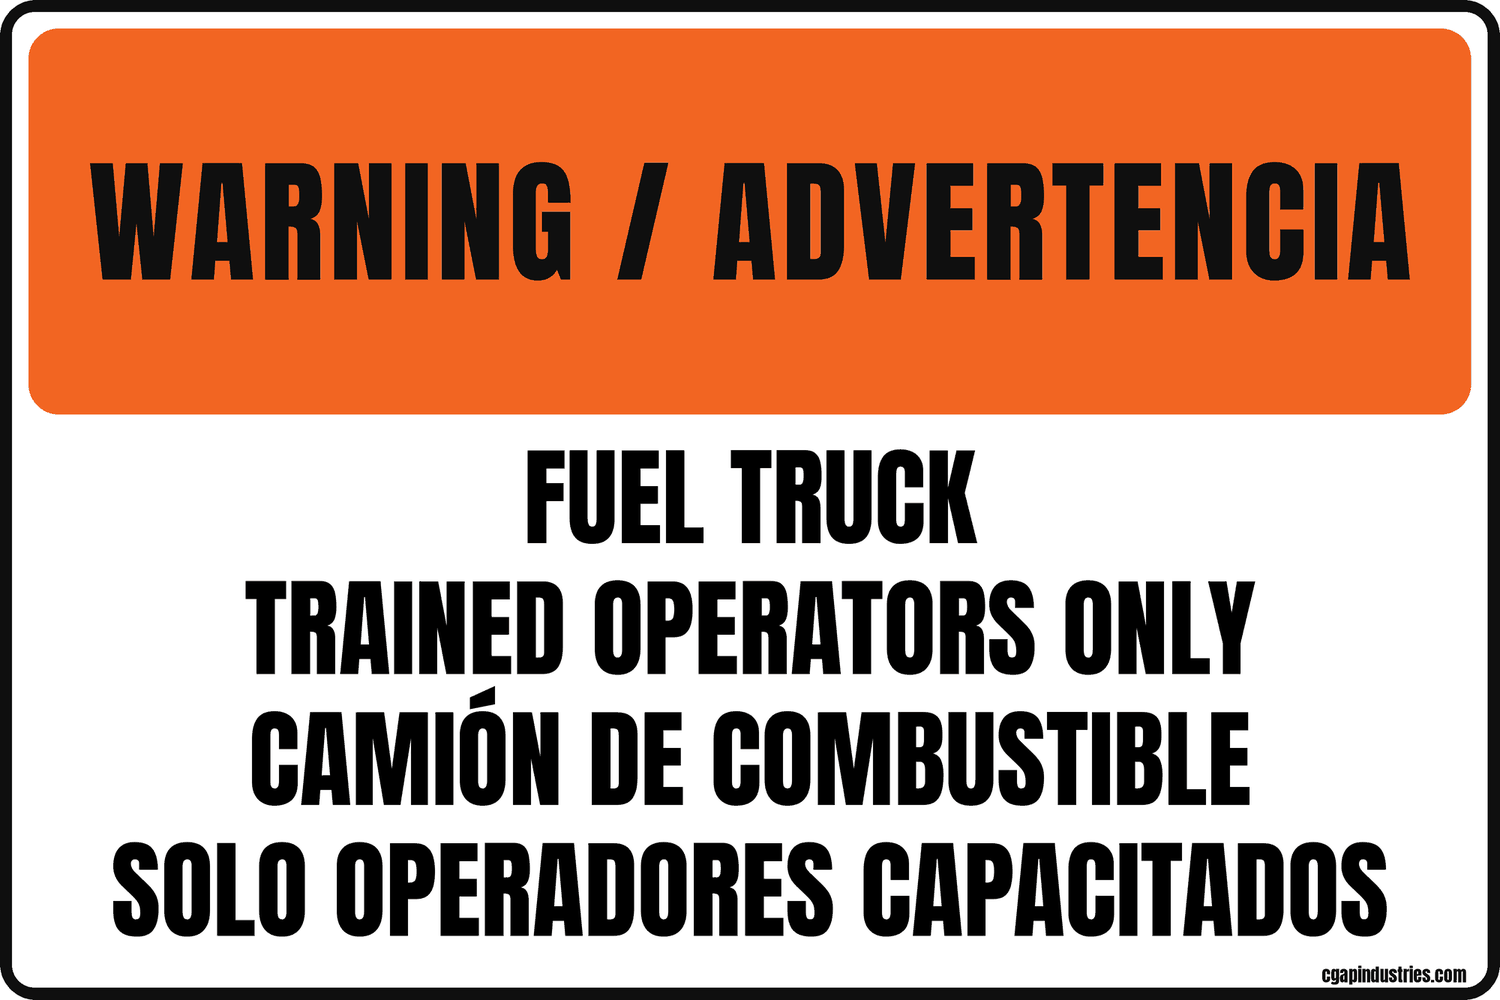 WARNING / ADVERTENCIA
FUEL TRUCK
TRAINED OPERATORS ONLY
CAMIÓN DE COMBUSTIBLE
SOLO OPERADORES CAPACITADOS
cgapindustries.com